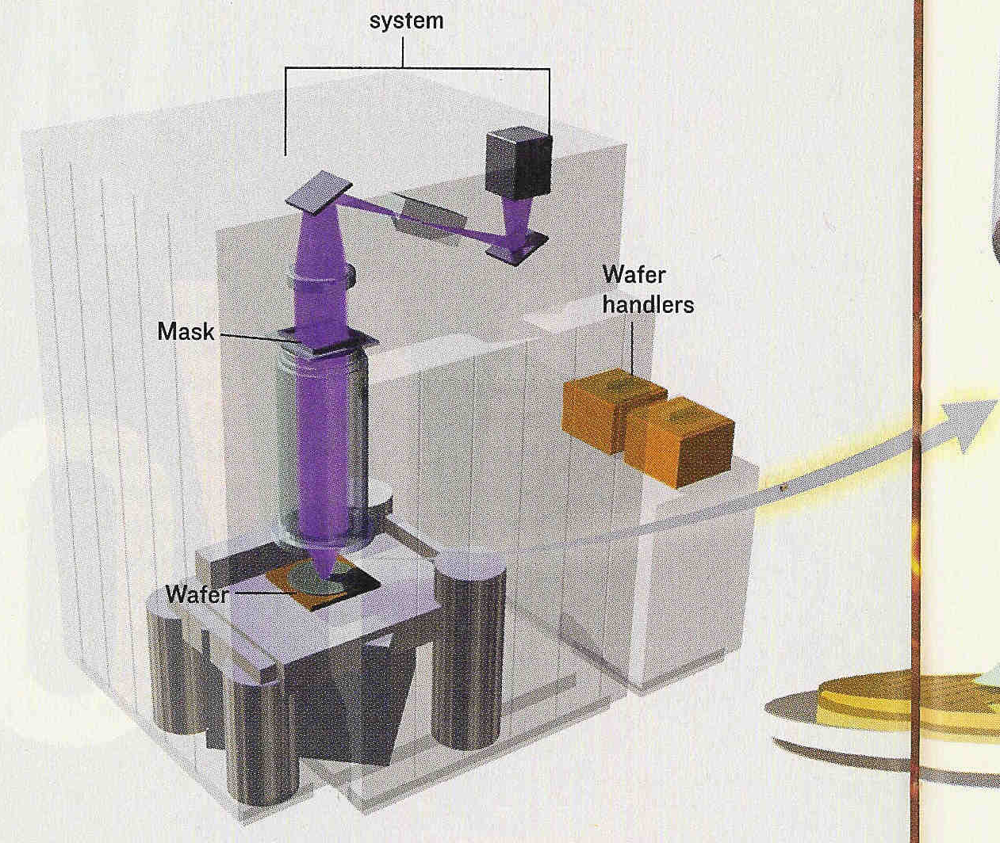 system
Wafer
handlers
Mask
Wafer